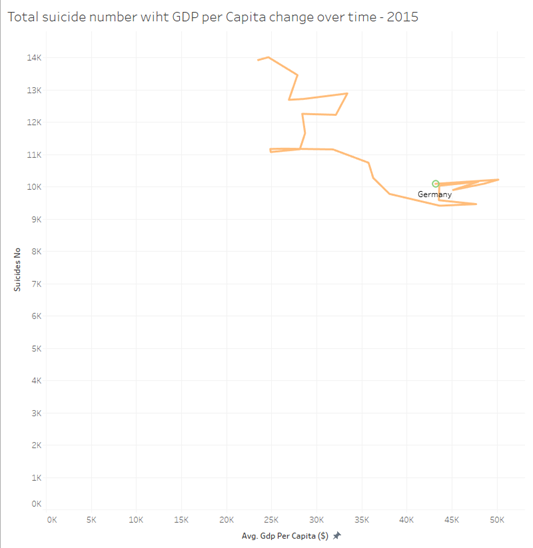 Total suicide number wiht GDP per Capita change over time - 2015
14K
13K
12K
11K
10K
Germany
9K
8K
Suicides No
7K
6K
5K
4K
3K
2K
1K
0K
0K 5K 10K 15K 20K 25K 30K 35K 40K 45K 50K
Avg. Gdp Per Capita ($)